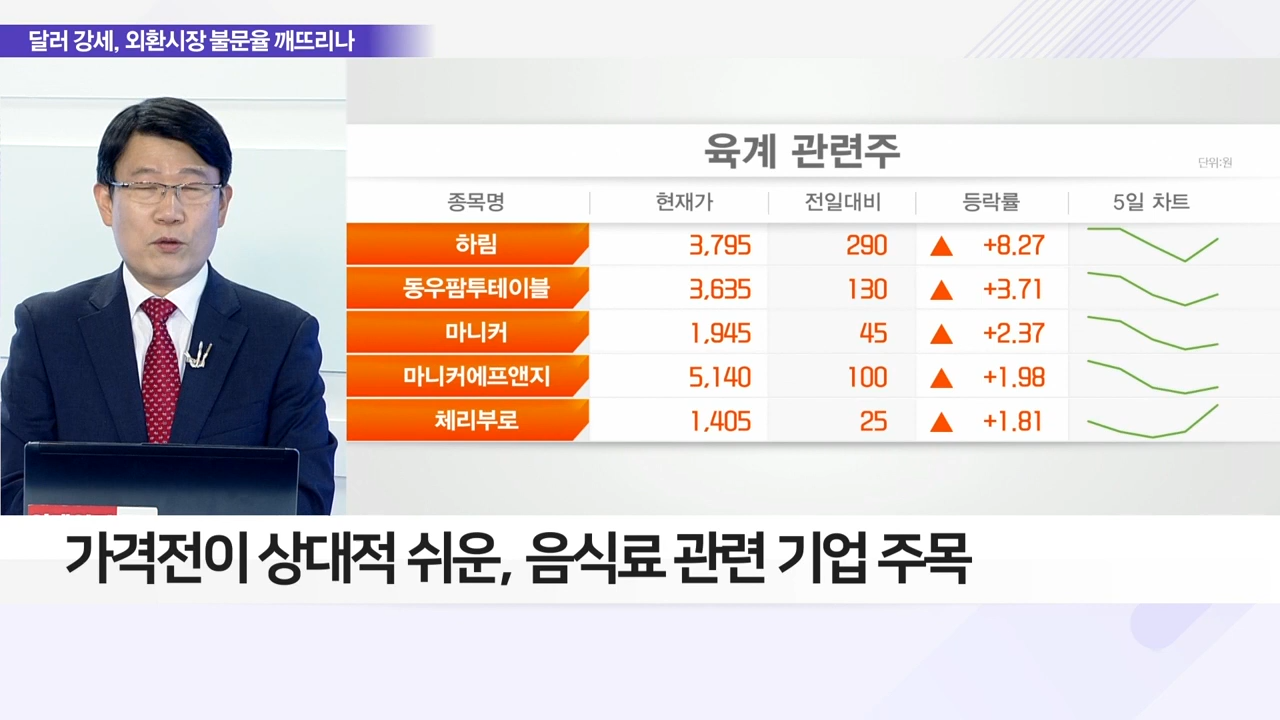 달러 강세, 외환시장 불문율 깨뜨리나
육계 관련주
단위:원
종목명 현재가 전일대비 등락률 5일 차트
하림 3,795 290 ▲ +8.27
동우팜투테이블 3,635 130 ▲ +3.71
마니커 1,945 45 ▲ +2.37
마니커에프앤지 5,140 100 ▲ +1.98
체리부로 1,405 25 ▲ +1.81
가격전이 상대적 쉬운, 음식료 관련 기업 주목